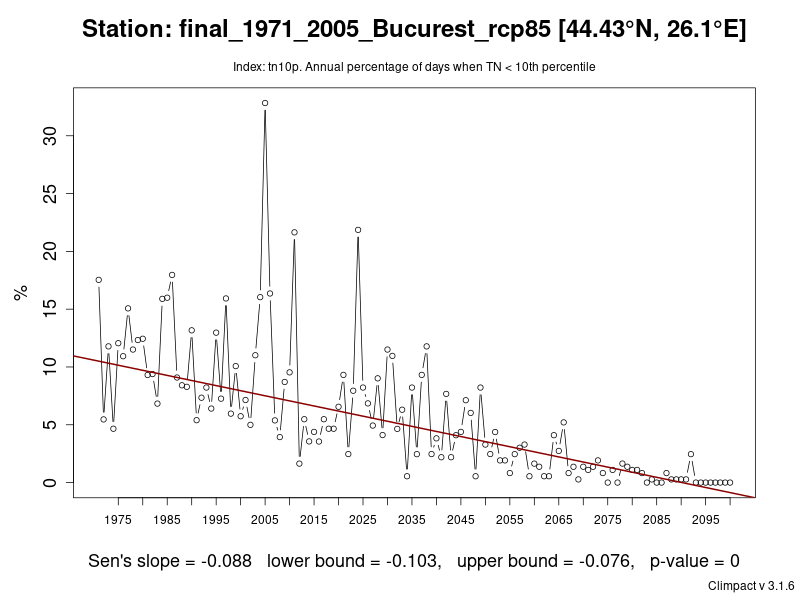 Station: final_1971_2005_Bucurest_rcp85 [44.43°N, 26.1°E]
Index: tn10p. Annual percentage of days when TN < 10th percentile
%
30
25
20
15
10
5
0
1975 1985 1995 2005 2015 2025 2035 2045 2055 2065 2075 2085 2095
Sen's slope = -0.088 lower bound = -0.103, upper bound = -0.076, p-value = 0
Climpact v 3.1.6